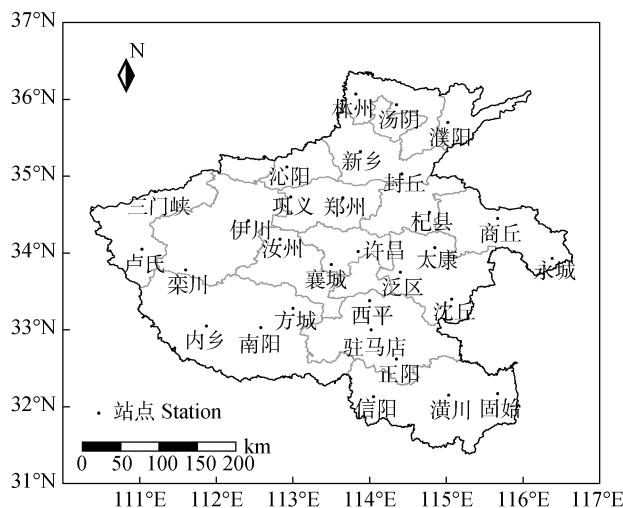 37°N
N
36°N
林州
汤阴
濮阳
新乡
35°N
沁阳
封丘
三门峡
巩义
郑州
杞县
伊川
商丘
汝州
许昌
34°N
卢氏
太康
永城
栾川
襄城
泛区
沈丘
方城
西平
33°N
内乡
南阳
驻马店
正阳
32°N
信阳
潢川
固始
站点 Station
km
0 50 100 150 200
31°N
111°E 112°E 113°E 114°E 115°E 116°E 117°E